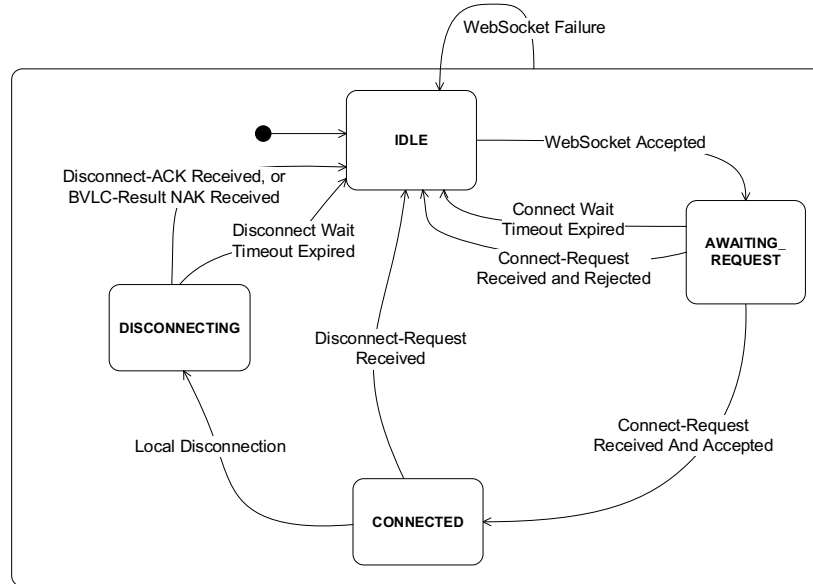 WebSocket Failure
IDLE
WebSocket Accepted
Disconnect-ACK Received, or
BVLC-Result NAK Received
Disconnect Wait
Timeout Expired
Connect Wait
Timeout Expired
AWAITING_
REQUEST
Connect-Request
Received and Rejected
DISCONNECTING
Disconnect-Request
Received
Connect-Request
Received And Accepted
Local Disconnection
CONNECTED